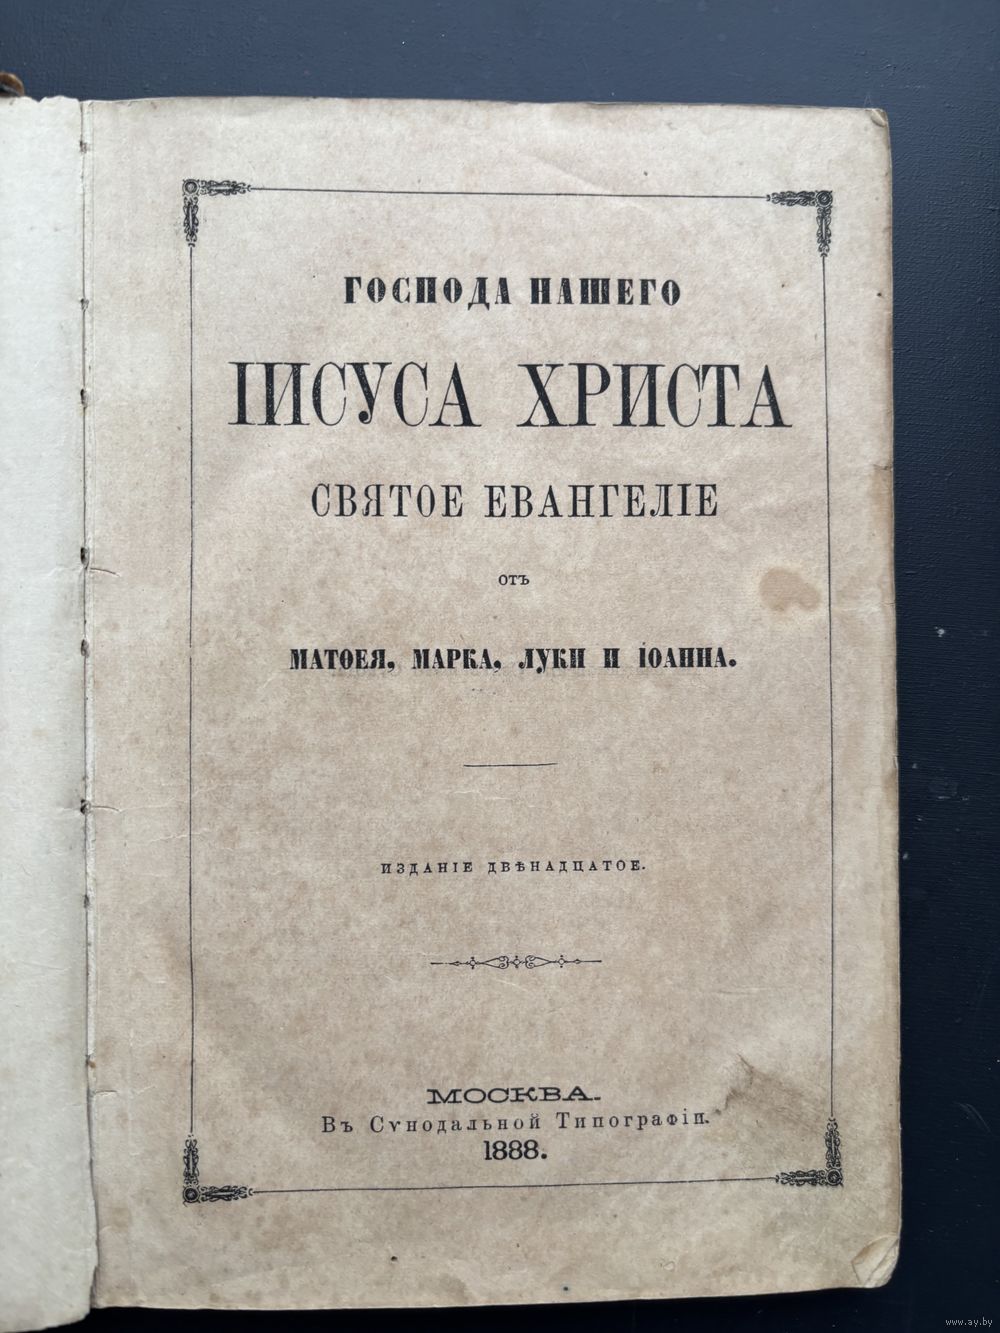 ГОСПОДА НАШЕГО
ІИСУСА ХРИСТА
СВЯТОЕ ЕВАНГЕЛІЕ
отъ
МАТѲЕЯ, МАРКА, ЛУКИ И ІОАННА.
ИЗДАНІЕ ДВѢНАДЦАТОЕ.
МОСКВА.
Въ Сѵнодальной Типографіи.
1888.
www.ay.by